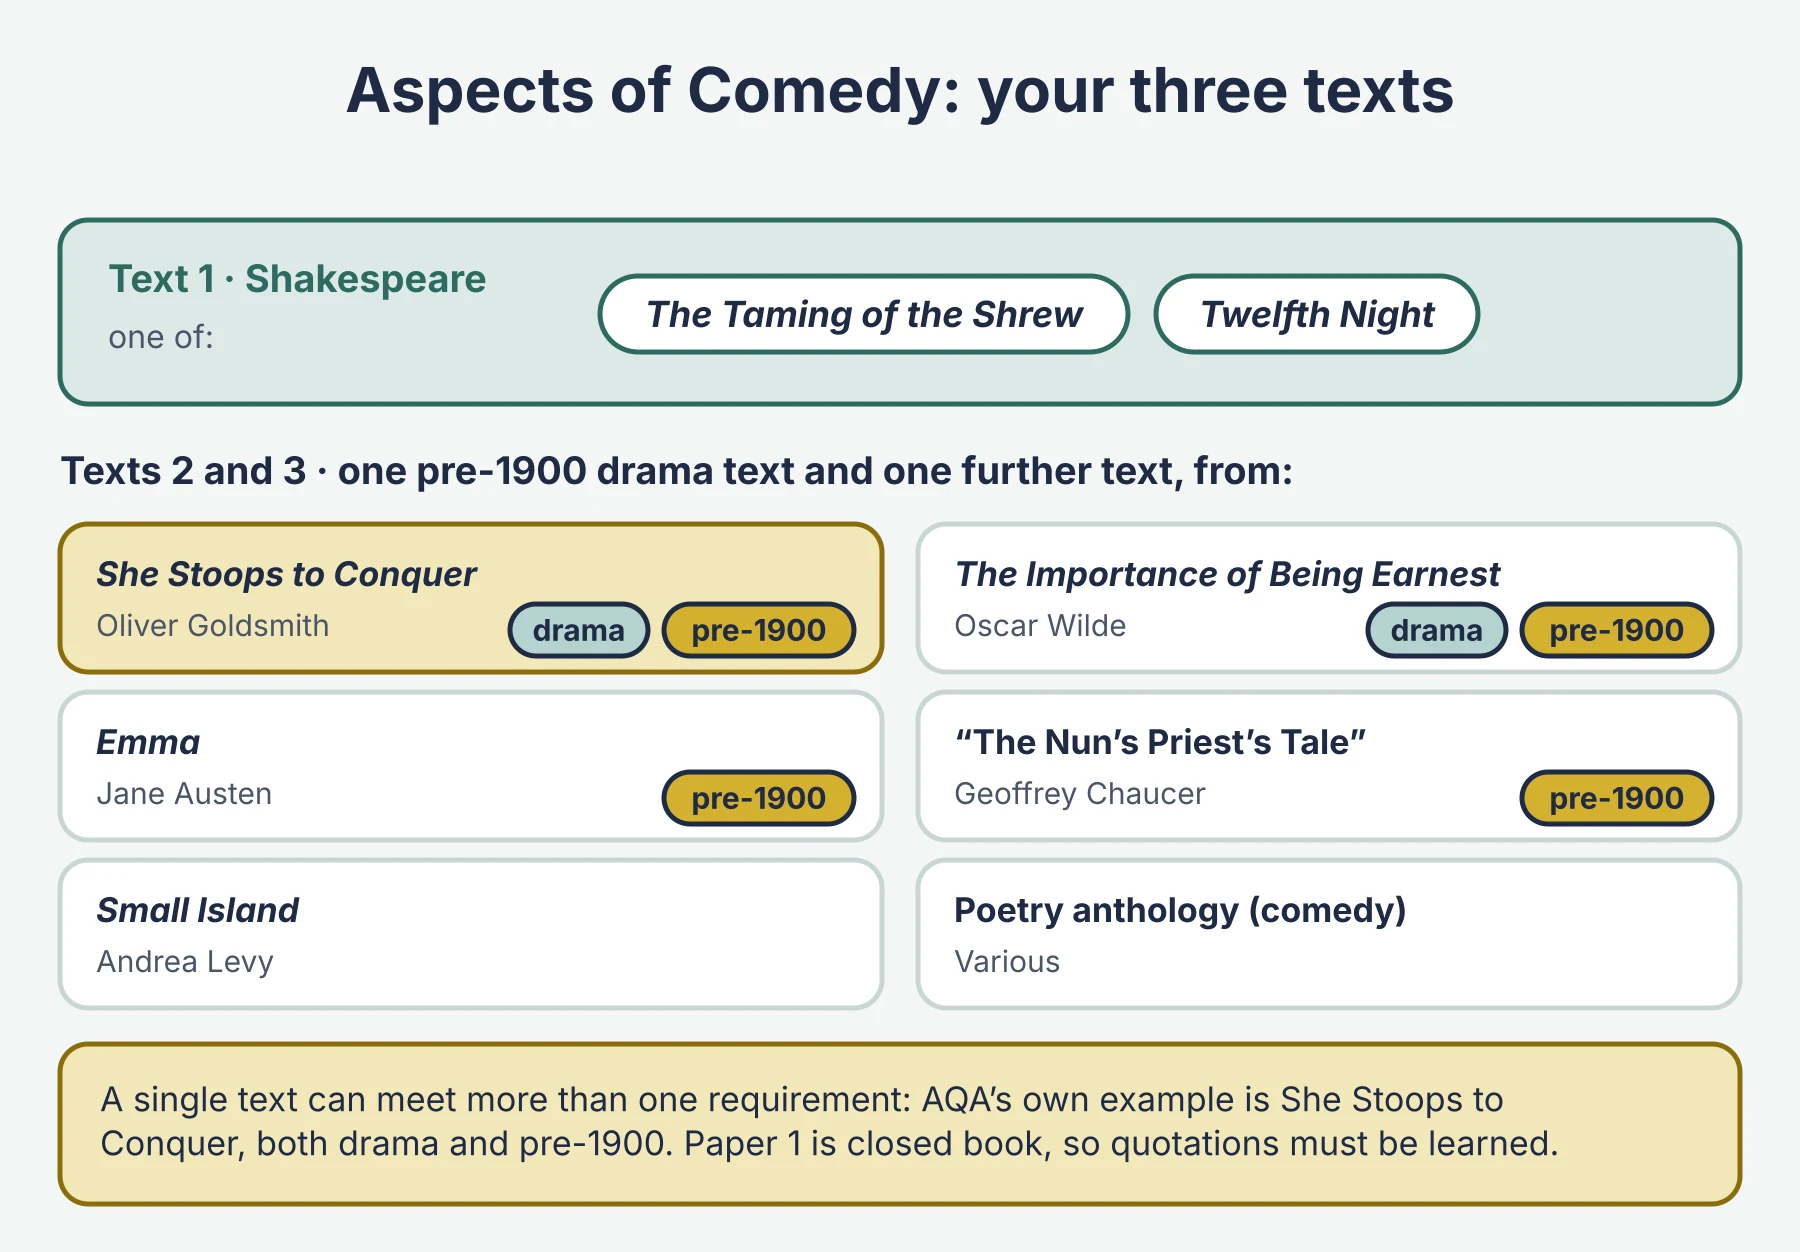 Aspects of Comedy: your three texts
Text 1 · Shakespeare
one of:
The Taming of the Shrew
Twelfth Night
Texts 2 and 3 · one pre-1900 drama text and one further text, from:
She Stoops to Conquer
Oliver Goldsmith
drama
pre-1900
The Importance of Being Earnest
Oscar Wilde
drama
pre-1900
Emma
Jane Austen
pre-1900
“The Nun’s Priest’s Tale”
Geoffrey Chaucer
pre-1900
Small Island
Andrea Levy
Poetry anthology (comedy)
Various
A single text can meet more than one requirement: AQA’s own example is She Stoops to
Conquer, both drama and pre-1900. Paper 1 is closed book, so quotations must be learned.